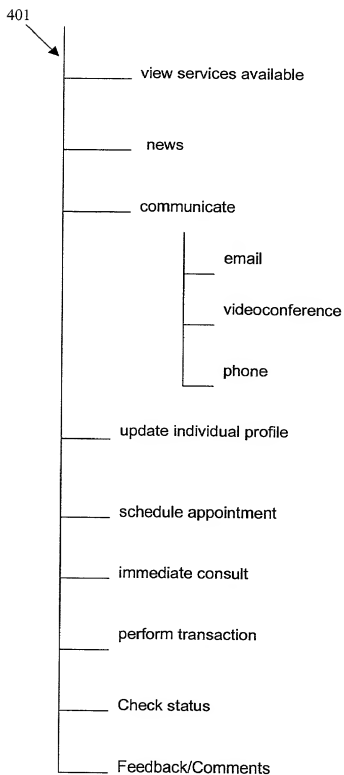 401
view services available
news
communicate
email
videoconference
phone
update individual profile
schedule appointment
immediate consult
perform transaction
Check status
Feedback/Comments